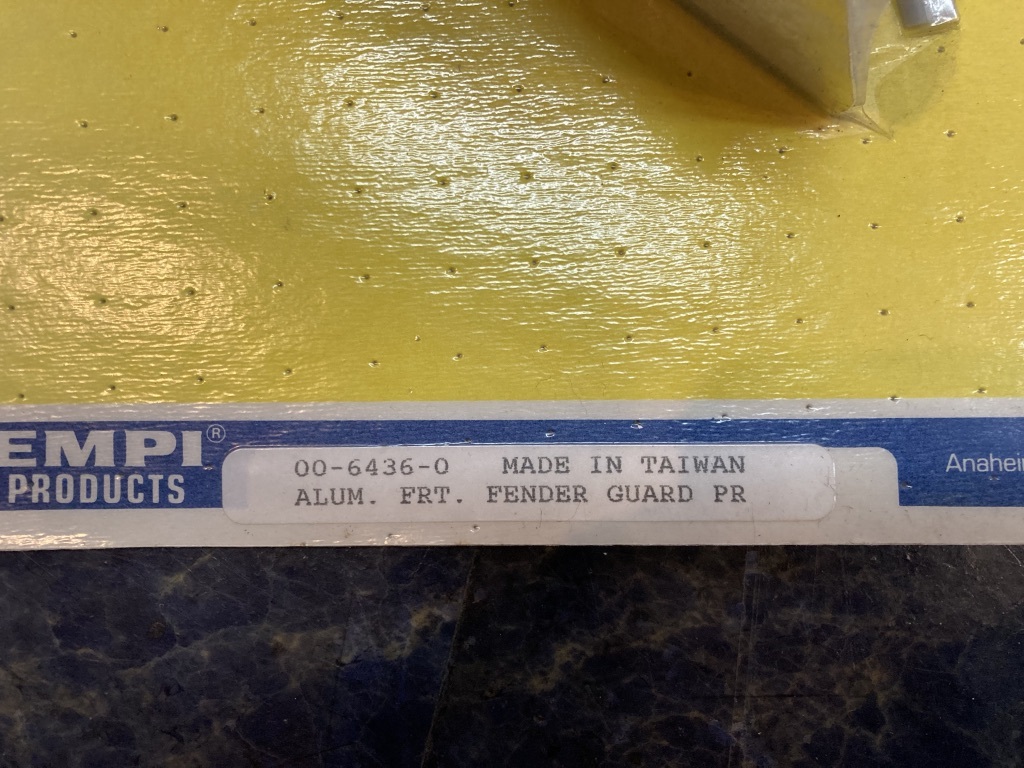 EMPI®
PRODUCTS
00-6436-0 MADE IN TAIWAN
ALUM. FRT. FENDER GUARD PR